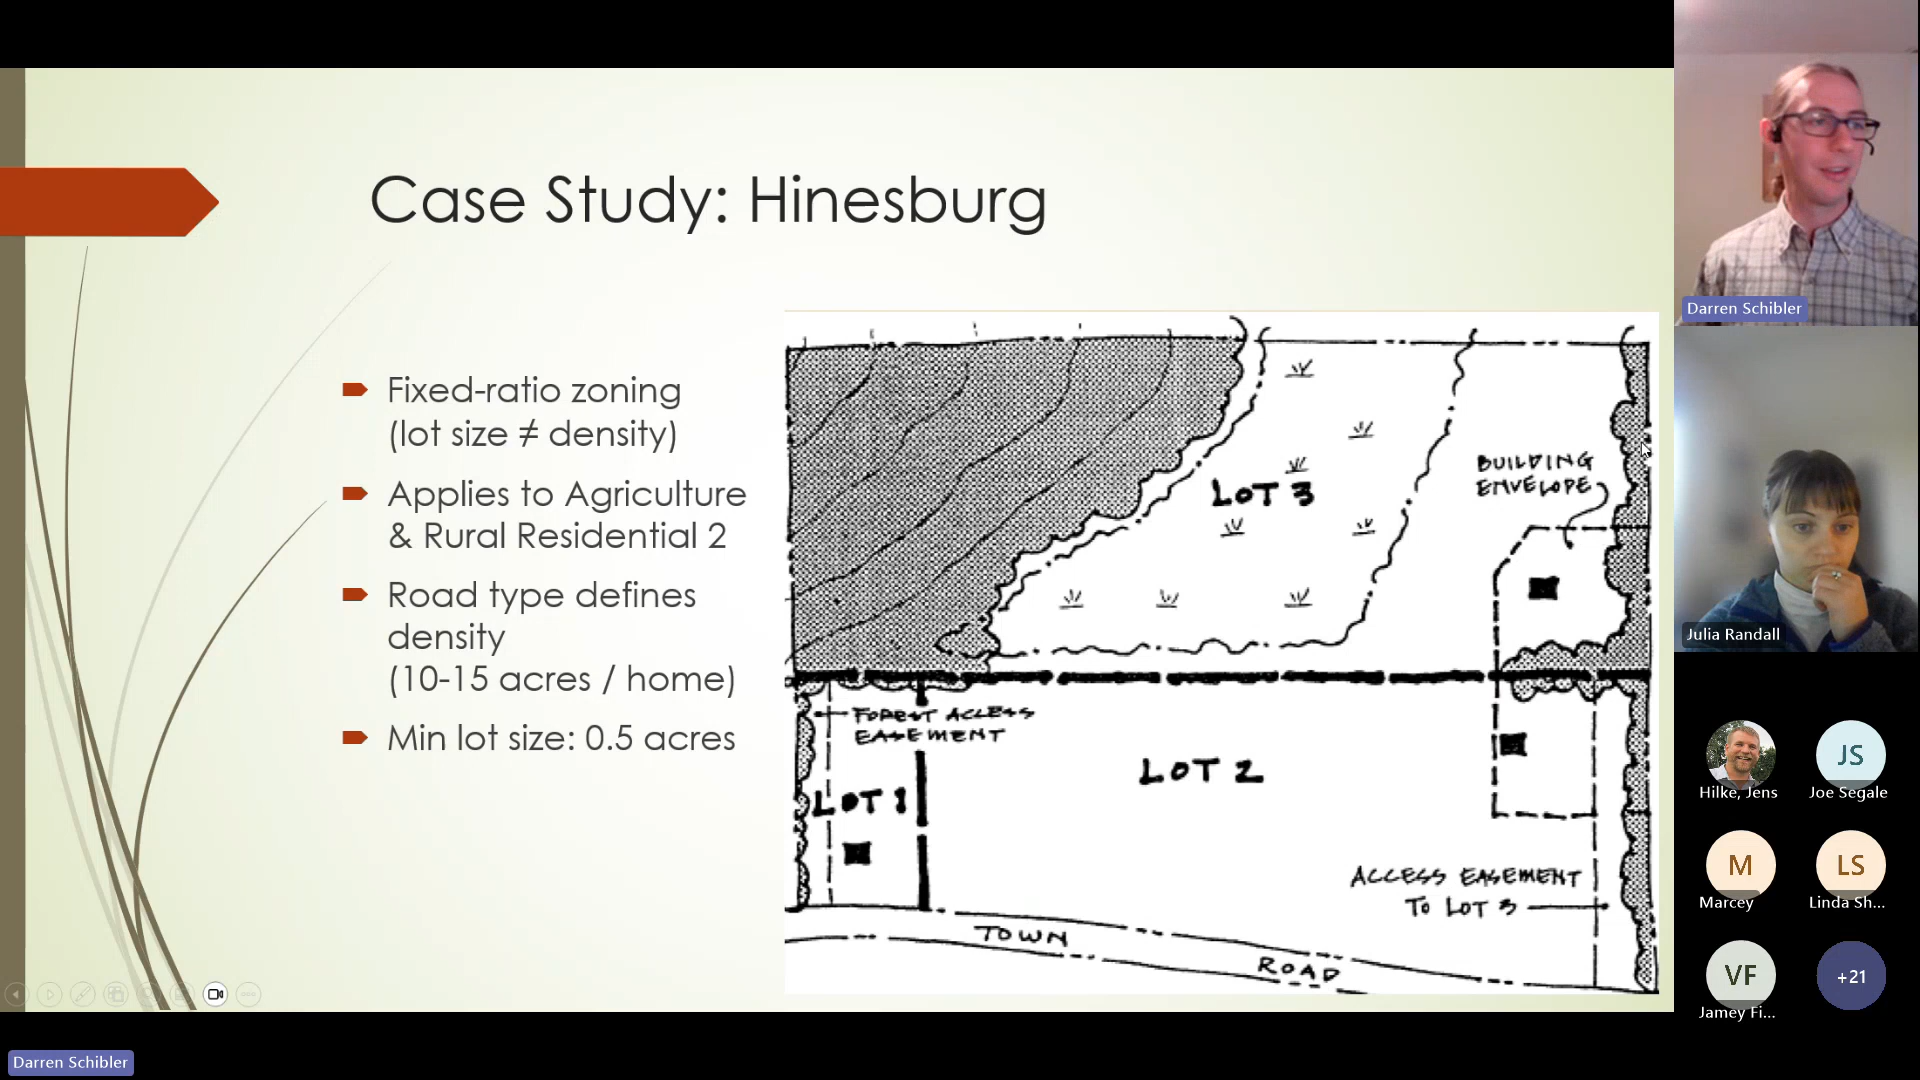 Case Study: Hinesburg
Fixed-ratio zoning
(lot size ≠ density)
Applies to Agriculture
& Rural Residential 2
Road type defines
density
(10-15 acres / home)
Min lot size: 0.5 acres
LOT 3
BUILDING
ENVELOPE
FOREST ACCESS
EASEMENT
LOT 1
LOT 2
ACCESS EASEMENT
TO LOT 3
TOWN
ROAD
Darren Schibler
Julia Randall
Hilke, Jens
JS
Joe Segale
M
Marcey
LS
Linda Sh...
VF
Jamey Fi...
+21
Darren Schibler